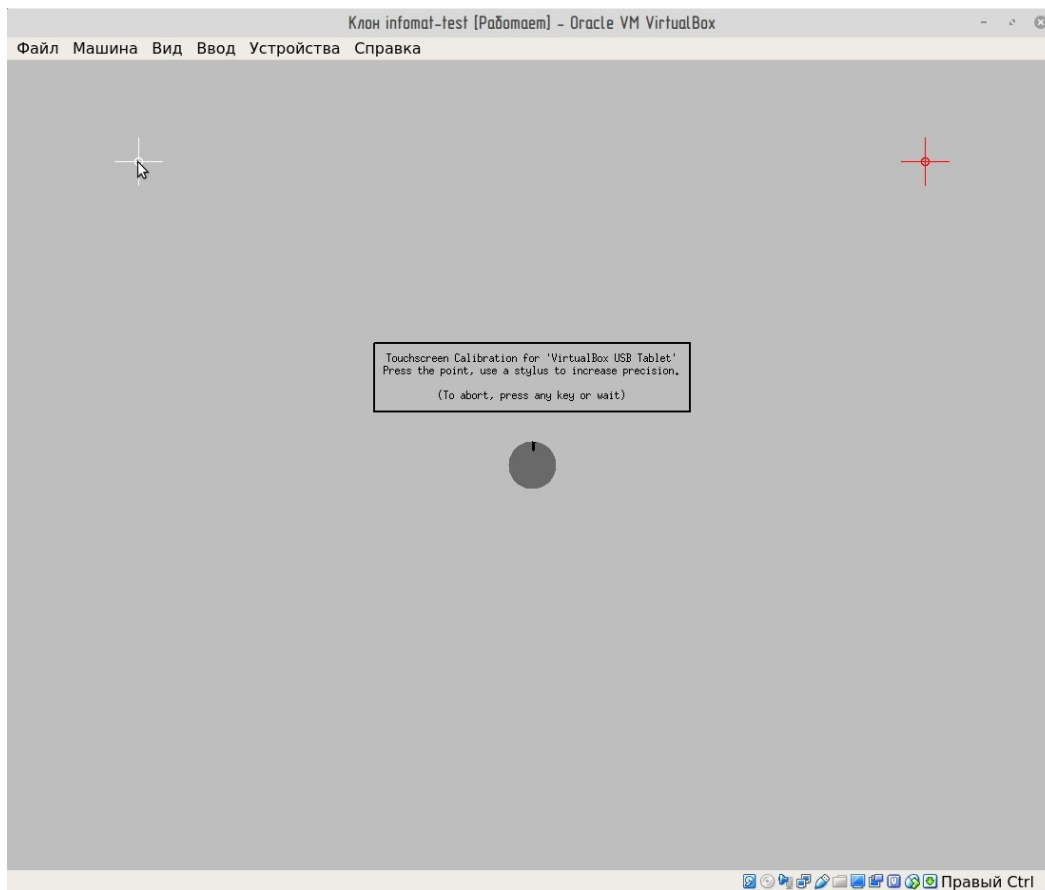 Клон infomat-test [Работает] - Oracle VM VirtualBox
Файл Машина Вид Ввод Устройства Справка
Touchscreen Calibration for 'VirtualBox USB Tablet'
Press the point, use a stylus to increase precision.
(To abort, press any key or wait)
Правый Ctrl